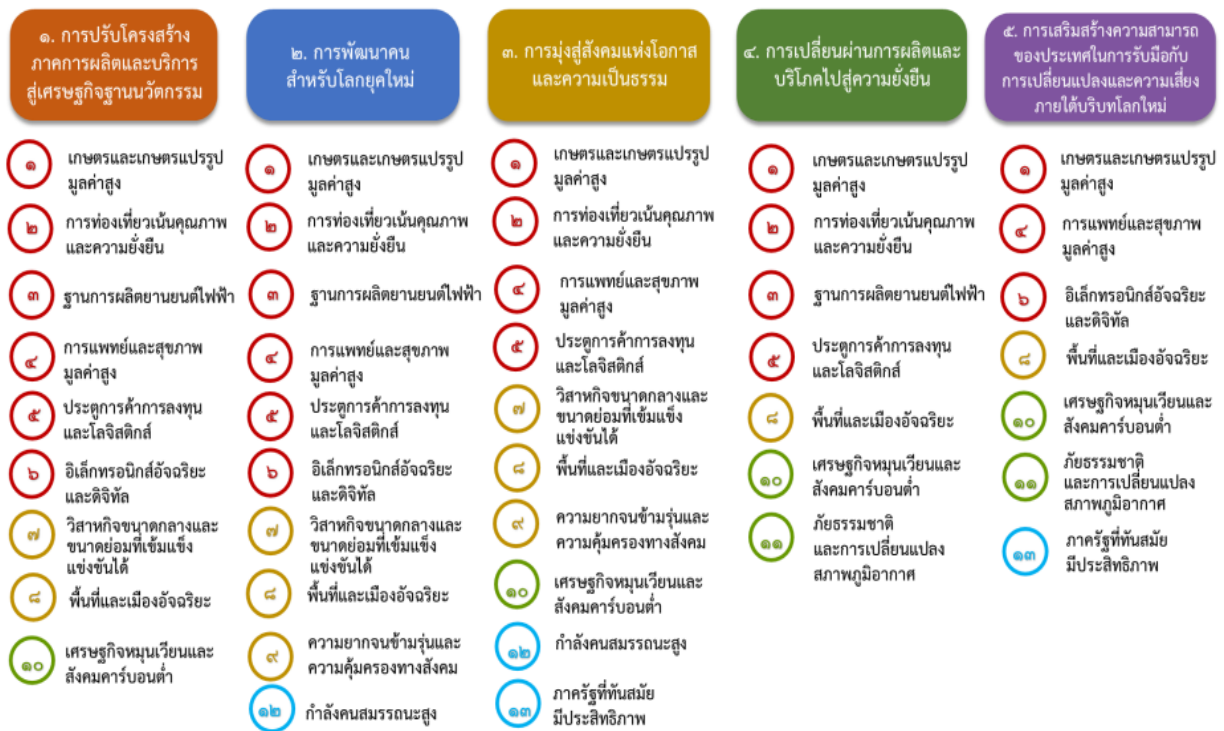 ๑. การปรับโครงสร้าง
ภาคการผลิตและบริการ
สู่เศรษฐกิจฐานนวัตกรรม
๑
เกษตรและเกษตรแปรรูป
มูลค่าสูง
๒
การท่องเที่ยวเน้นคุณภาพ
และความยั่งยืน
๓
ฐานการผลิตยานยนต์ไฟฟ้า
๔
การแพทย์และสุขภาพ
มูลค่าสูง
๕
ประตูการค้าการลงทุน
และโลจิสติกส์
๖
อิเล็กทรอนิกส์อัจฉริยะ
และดิจิทัล
๗
วิสาหกิจขนาดกลางและ
ขนาดย่อมที่เข้มแข็ง
แข่งขันได้
๘
พื้นที่และเมืองอัจฉริยะ
๑๐
เศรษฐกิจหมุนเวียนและ
สังคมคาร์บอนต่ำ
๒. การพัฒนาคน
สำหรับโลกยุคใหม่
๑
เกษตรและเกษตรแปรรูป
มูลค่าสูง
๒
การท่องเที่ยวเน้นคุณภาพ
และความยั่งยืน
๓
ฐานการผลิตยานยนต์ไฟฟ้า
๔
การแพทย์และสุขภาพ
มูลค่าสูง
๕
ประตูการค้าการลงทุน
และโลจิสติกส์
๖
อิเล็กทรอนิกส์อัจฉริยะ
และดิจิทัล
๗
วิสาหกิจขนาดกลางและ
ขนาดย่อมที่เข้มแข็ง
แข่งขันได้
๘
พื้นที่และเมืองอัจฉริยะ
๙
ความยากจนข้ามรุ่นและ
ความคุ้มครองทางสังคม
๑๒
กำลังคนสมรรถนะสูง
๓. การมุ่งสู่สังคมแห่งโอกาส
และความเป็นธรรม
๑
เกษตรและเกษตรแปรรูป
มูลค่าสูง
๒
การท่องเที่ยวเน้นคุณภาพ
และความยั่งยืน
๔
การแพทย์และสุขภาพ
มูลค่าสูง
๕
ประตูการค้าการลงทุน
และโลจิสติกส์
๗
วิสาหกิจขนาดกลางและ
ขนาดย่อมที่เข้มแข็ง
แข่งขันได้
๘
พื้นที่และเมืองอัจฉริยะ
๙
ความยากจนข้ามรุ่นและ
ความคุ้มครองทางสังคม
๑๐
เศรษฐกิจหมุนเวียนและ
สังคมคาร์บอนต่ำ
๑๒
กำลังคนสมรรถนะสูง
๑๓
ภาครัฐที่ทันสมัย
มีประสิทธิภาพ
๔. การเปลี่ยนผ่านการผลิตและ
บริโภคไปสู่ความยั่งยืน
๑
เกษตรและเกษตรแปรรูป
มูลค่าสูง
๒
การท่องเที่ยวเน้นคุณภาพ
และความยั่งยืน
๓
ฐานการผลิตยานยนต์ไฟฟ้า
๕
ประตูการค้าการลงทุน
และโลจิสติกส์
๘
พื้นที่และเมืองอัจฉริยะ
๑๐
เศรษฐกิจหมุนเวียนและ
สังคมคาร์บอนต่ำ
๑๑
ภัยธรรมชาติ
และการเปลี่ยนแปลง
สภาพภูมิอากาศ
๕. การเสริมสร้างความสามารถ
ของประเทศในการรับมือกับ
การเปลี่ยนแปลงและความเสี่ยง
ภายใต้บริบทโลกใหม่
๑
เกษตรและเกษตรแปรรูป
มูลค่าสูง
๔
การแพทย์และสุขภาพ
มูลค่าสูง
๖
อิเล็กทรอนิกส์อัจฉริยะ
และดิจิทัล
๘
พื้นที่และเมืองอัจฉริยะ
๑๐
เศรษฐกิจหมุนเวียนและ
สังคมคาร์บอนต่ำ
๑๑
ภัยธรรมชาติ
และการเปลี่ยนแปลง
สภาพภูมิอากาศ
๑๓
ภาครัฐที่ทันสมัย
มีประสิทธิภาพ